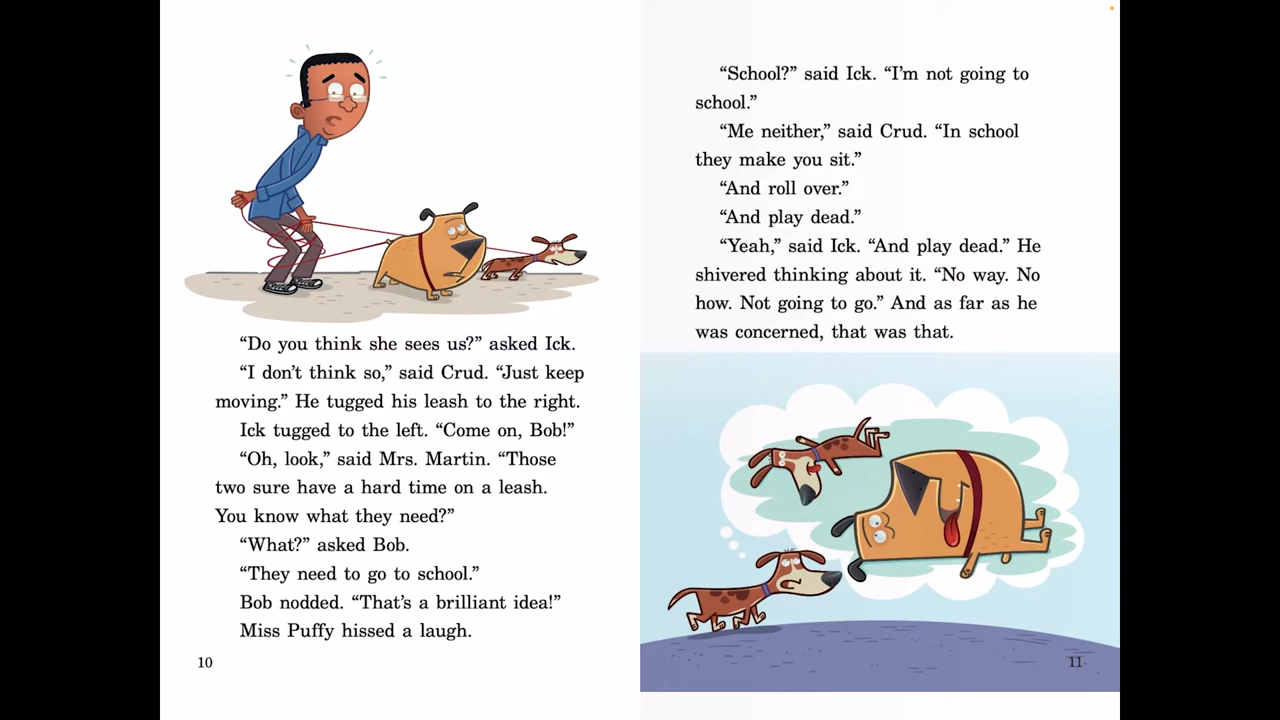 “Do you think she sees us?” asked Ick.
“I don’t think so,” said Crud. “Just keep
moving.” He tugged his leash to the right.
Ick tugged to the left. “Come on, Bob!”
“Oh, look,” said Mrs. Martin. “Those
two sure have a hard time on a leash.
You know what they need?”
“What?” asked Bob.
“They need to go to school.”
Bob nodded. “That’s a brilliant idea!”
Miss Puffy hissed a laugh.
10
“School?” said Ick. “I’m not going to
school.”
“Me neither,” said Crud. “In school
they make you sit.”
“And roll over.”
“And play dead.”
“Yeah,” said Ick. “And play dead.” He
shivered thinking about it. “No way. No
how. Not going to go.” And as far as he
was concerned, that was that.
11